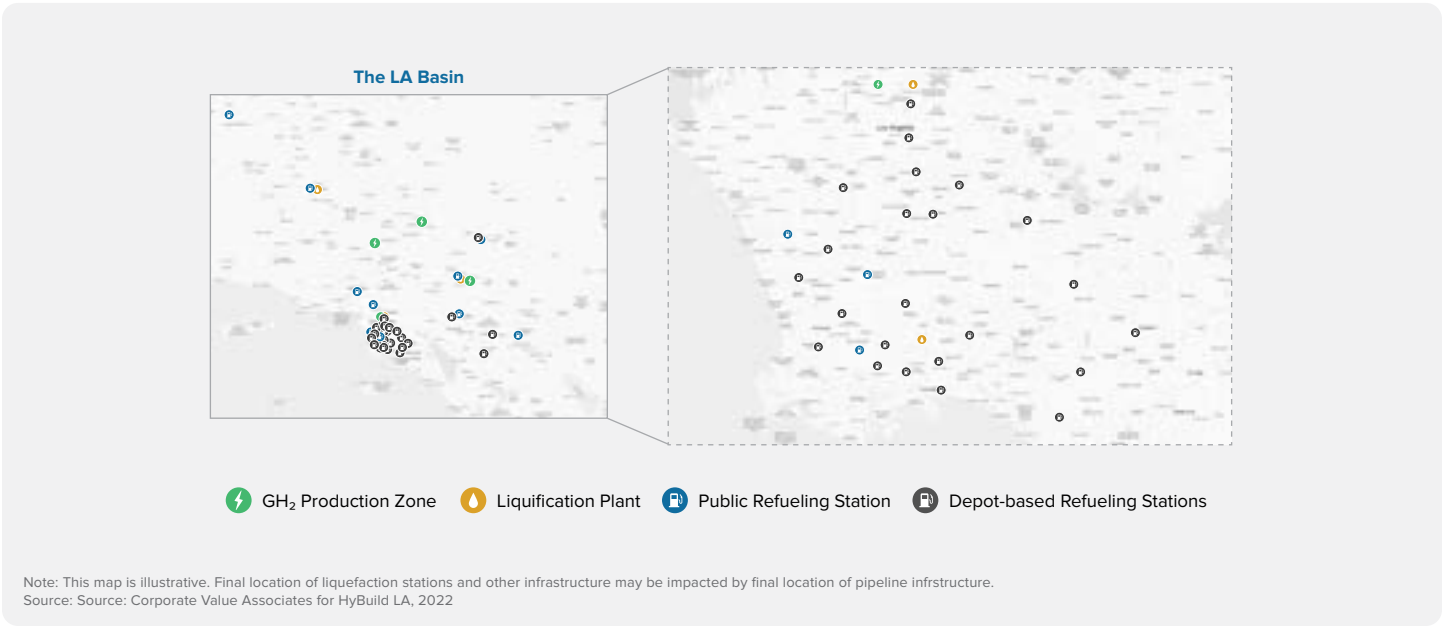 The LA Basin
GH₂ Production Zone
Liquification Plant
Public Refueling Station
Depot-based Refueling Stations
Note: This map is illustrative. Final location of liquefaction stations and other infrastructure may be impacted by final location of pipeline infrstructure.
Source: Source: Corporate Value Associates for HyBuild LA, 2022